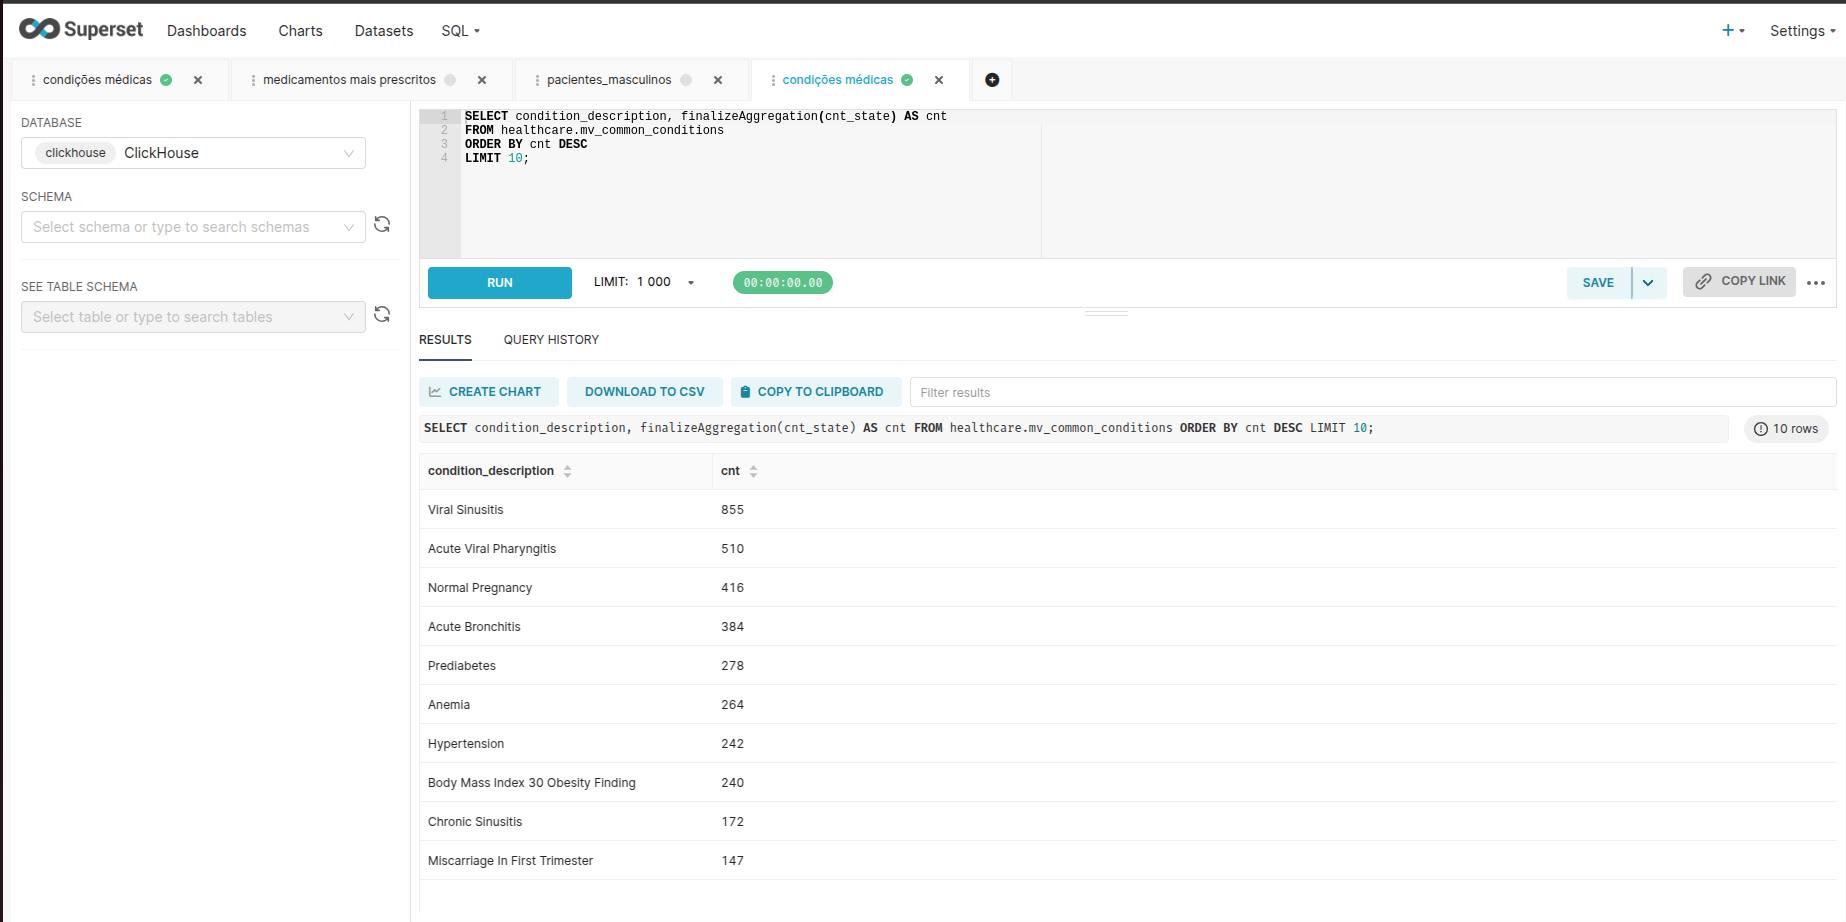 Superset Dashboards Charts Datasets SQL Settings
condições médicas medicamentos mais prescritos pacientes_masculinos condições médicas
DATABASE
clickhouse ClickHouse
SCHEMA
Select schema or type to search schemas
SEE TABLE SCHEMA
Select table or type to search tables
1 SELECT condition_description, finalizeAggregation(cnt_state) AS cnt
2 FROM healthcare.mv_common_conditions
3 ORDER BY cnt DESC
4 LIMIT 10;
RUN LIMIT: 1 000 00:00:00.00 SAVE COPY LINK
RESULTS QUERY HISTORY
CREATE CHART DOWNLOAD TO CSV COPY TO CLIPBOARD Filter results
SELECT condition_description, finalizeAggregation(cnt_state) AS cnt FROM healthcare.mv_common_conditions ORDER BY cnt DESC LIMIT 10; 10 rows
condition_description cnt
Viral Sinusitis 855
Acute Viral Pharyngitis 510
Normal Pregnancy 416
Acute Bronchitis 384
Prediabetes 278
Anemia 264
Hypertension 242
Body Mass Index 30 Obesity Finding 240
Chronic Sinusitis 172
Miscarriage In First Trimester 147